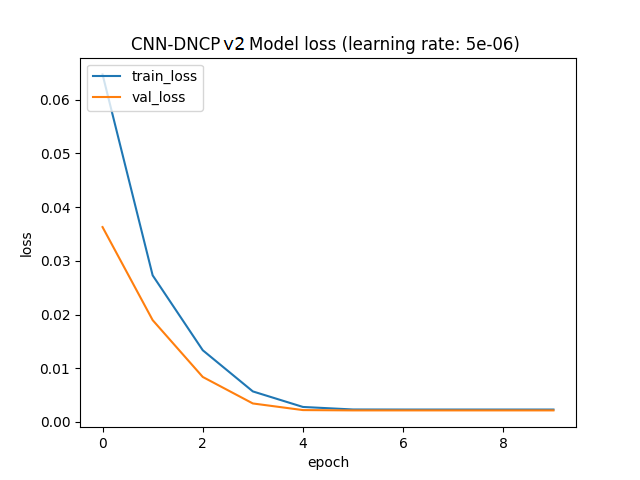 CNN-DNCP v2 Model loss (learning rate: 5e-06)
train_loss
val_loss
0.06
0.05
0.04
0.03
0.02
0.01
0.00
loss
0 2 4 6 8
epoch